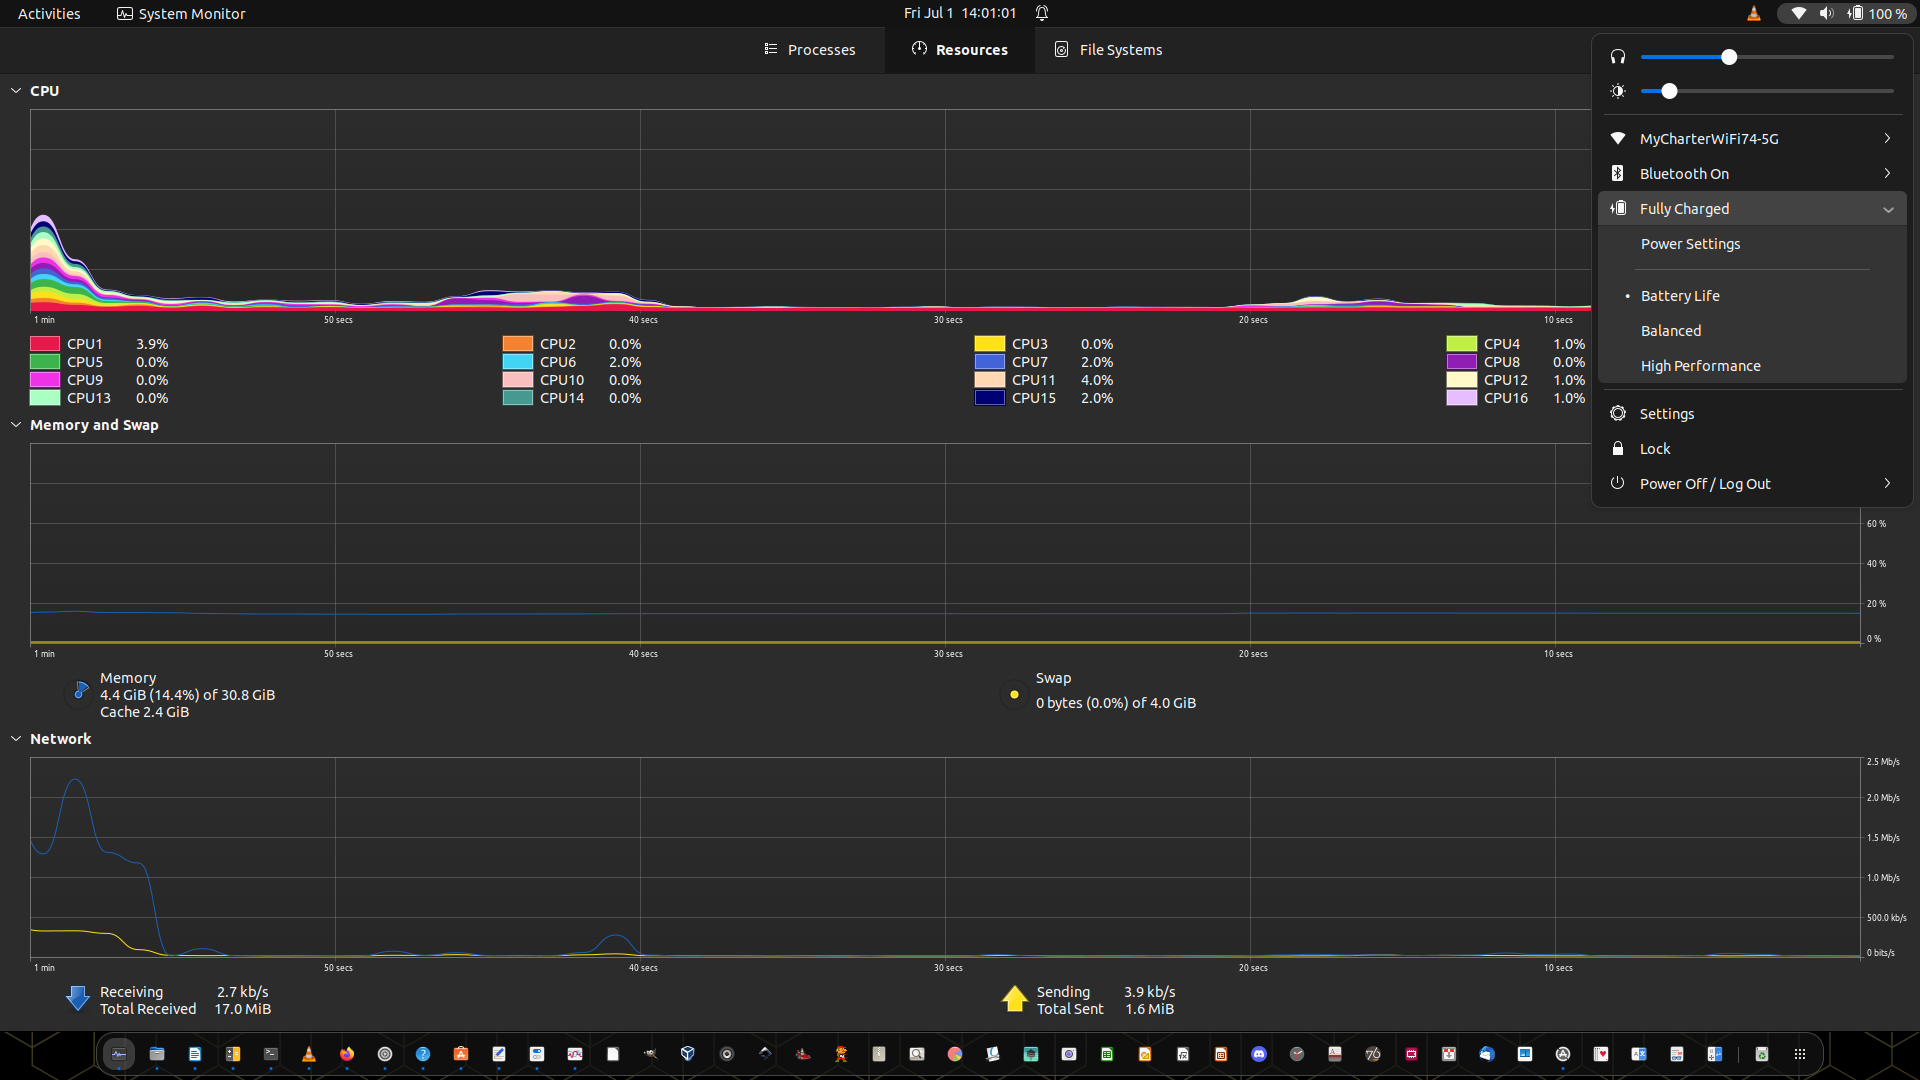 Activities
System Monitor
Fri Jul 1 14:01:01
100 %
Processes
Resources
File Systems
CPU
1 min
50 secs
40 secs
30 secs
20 secs
10 secs
CPU1 3.9%
CPU2 0.0%
CPU3 0.0%
CPU4 1.0%
CPU5 0.0%
CPU6 2.0%
CPU7 2.0%
CPU8 0.0%
CPU9 0.0%
CPU10 0.0%
CPU11 4.0%
CPU12 1.0%
CPU13 0.0%
CPU14 0.0%
CPU15 2.0%
CPU16 1.0%
MyCharterWiFi74-5G
Bluetooth On
Fully Charged
Power Settings
• Battery Life
Balanced
High Performance
Settings
Lock
Power Off / Log Out
Memory and Swap
60 %
40 %
20 %
0 %
1 min
50 secs
40 secs
30 secs
20 secs
10 secs
Memory
4.4 GiB (14.4%) of 30.8 GiB
Cache 2.4 GiB
Swap
0 bytes (0.0%) of 4.0 GiB
Network
2.5 Mb/s
2.0 Mb/s
1.5 Mb/s
1.0 Mb/s
500.0 kb/s
0 bits/s
1 min
50 secs
40 secs
30 secs
20 secs
10 secs
Receiving 2.7 kb/s
Total Received 17.0 MiB
Sending 3.9 kb/s
Total Sent 1.6 MiB